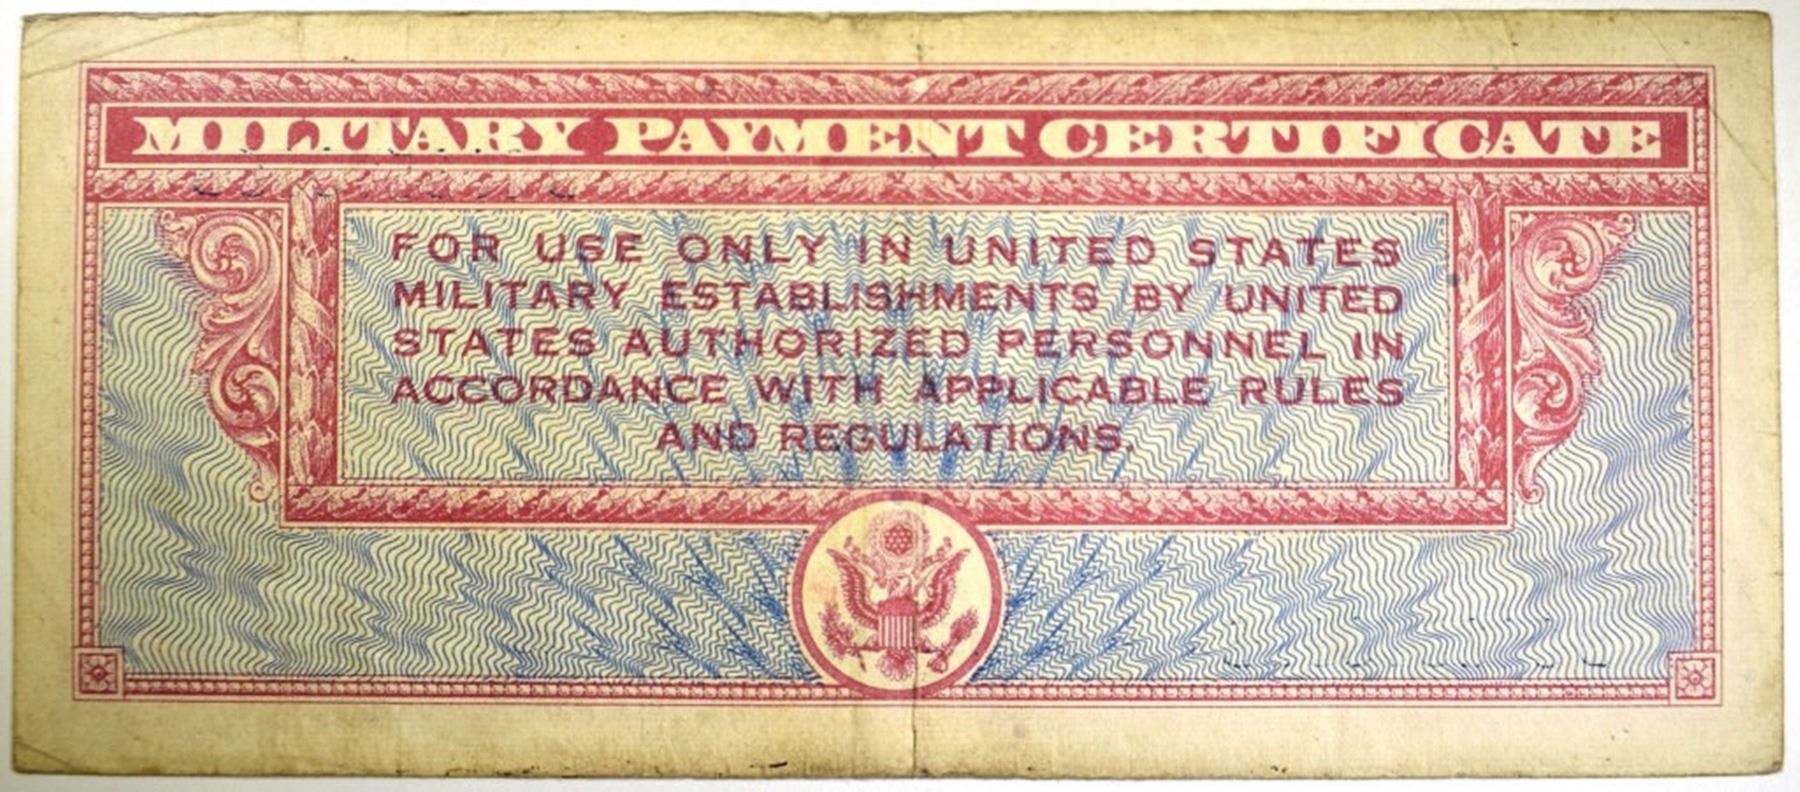 MILITARY PAYMENT CERTIFICATE
FOR USE ONLY IN UNITED STATES
MILITARY ESTABLISHMENTS BY UNITED
STATES AUTHORIZED PERSONNEL IN
ACCORDANCE WITH APPLICABLE RULES
AND REGULATIONS.